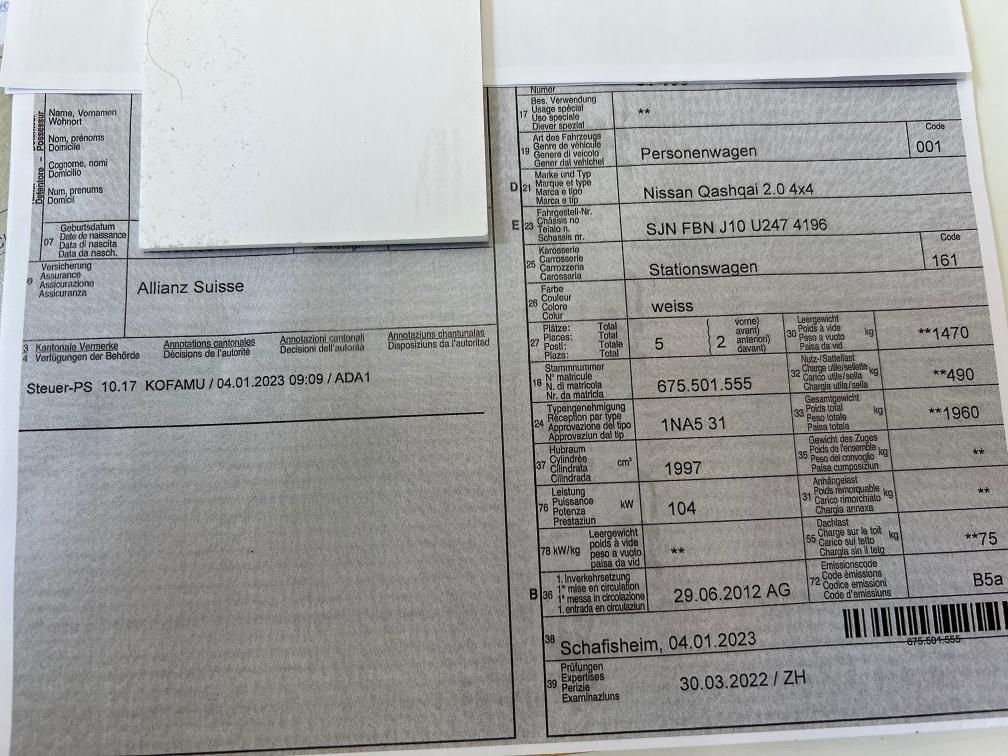 Detentore - Possessur
Name, Vornamen
Wohnort
Nom, prénoms
Domicile
Cognome, nomi
Domicilio
Num, prenums
Domicil
07 Geburtsdatum
Date de naissance
Data di nascita
Data da nasch.
Versicherung
Assurance
Assicurazione
Assicuranza
Allianz Suisse
Kantonale Vermerke
Verfügungen der Behörde
Annotations cantonales
Décisions de l'autorité
Annotazioni cantonali
Decisioni dell'autorità
Annotaziuns chantunalas
Disposiziuns da l'autoritad
Steuer-PS 10.17 KOFAMU / 04.01.2023 09:09 / ADA1
Numer
17 Bes. Verwendung
Usage spécial
Uso speciale
Diever spezial
**
19 Art des Fahrzeugs
Genre de véhicule
Genere di veicolo
Gener dal vehichel
Personenwagen
Code
001
D 21 Marke und Typ
Marque et type
Marca e tipo
Marca e tip
Nissan Qashqai 2.0 4x4
E 23 Fahrgestell-Nr.
Châssis no
Telaio n.
Schassis nr.
SJN FBN J10 U247 4196
25 Karosserie
Carrosserie
Carrozzeria
Carossaria
Stationswagen
Code
161
26 Farbe
Couleur
Colore
Colur
weiss
27 Plätze: Total
Places: Total
Posti: Totale
Plazs: Total
5
2
vorne)
avant)
anteriori)
davant)
30 Leergewicht
Poids à vide kg
Peso a vuoto
Paisa da vid
**1470
18 Stammnummer
N° matricule
N. di matricola
Nr. da matricla
675.501.555
32 Nutz-/Sattellast
Charge utile/sellette kg
Carico utile/sella
Chargia utila/sella
**490
24 Typengenehmigung
Réception par type
Approvazione del tipo
Approvaziun dal tip
1NA5 31
33 Gesamtgewicht
Poids total kg
Peso totale
Paisa totala
**1960
37 Hubraum
Cylindrée cm³
Cilindrata
Cilindrada
1997
35 Gewicht des Zuges
Poids de l'ensemble kg
Peso del convoglio
Paisa cumposiziun
**
76 Leistung
Puissance kW
Potenza
Prestaziun
104
31 Anhängelast
Poids remorquable kg
Carico rimorchiato
Chargia annexa
**
78 kW/kg Leergewicht
poids à vide
peso a vuoto
paisa da vid
**
55 Dachlast
Charge sur le toit kg
Carico sul tetto
Chargia sin il tetg
**75
B 36 1. Inverkehrsetzung
1re mise en circulation
1a messa in circolazione
1. entrada en circulaziun
29.06.2012 AG
72 Emissionscode
Code émissions
Codice emissioni
Code d'emissiuns
B5a
38 Schafisheim, 04.01.2023
675.501.555
39 Prüfungen
Expertises
Perizie
Examinaziuns
30.03.2022 / ZH